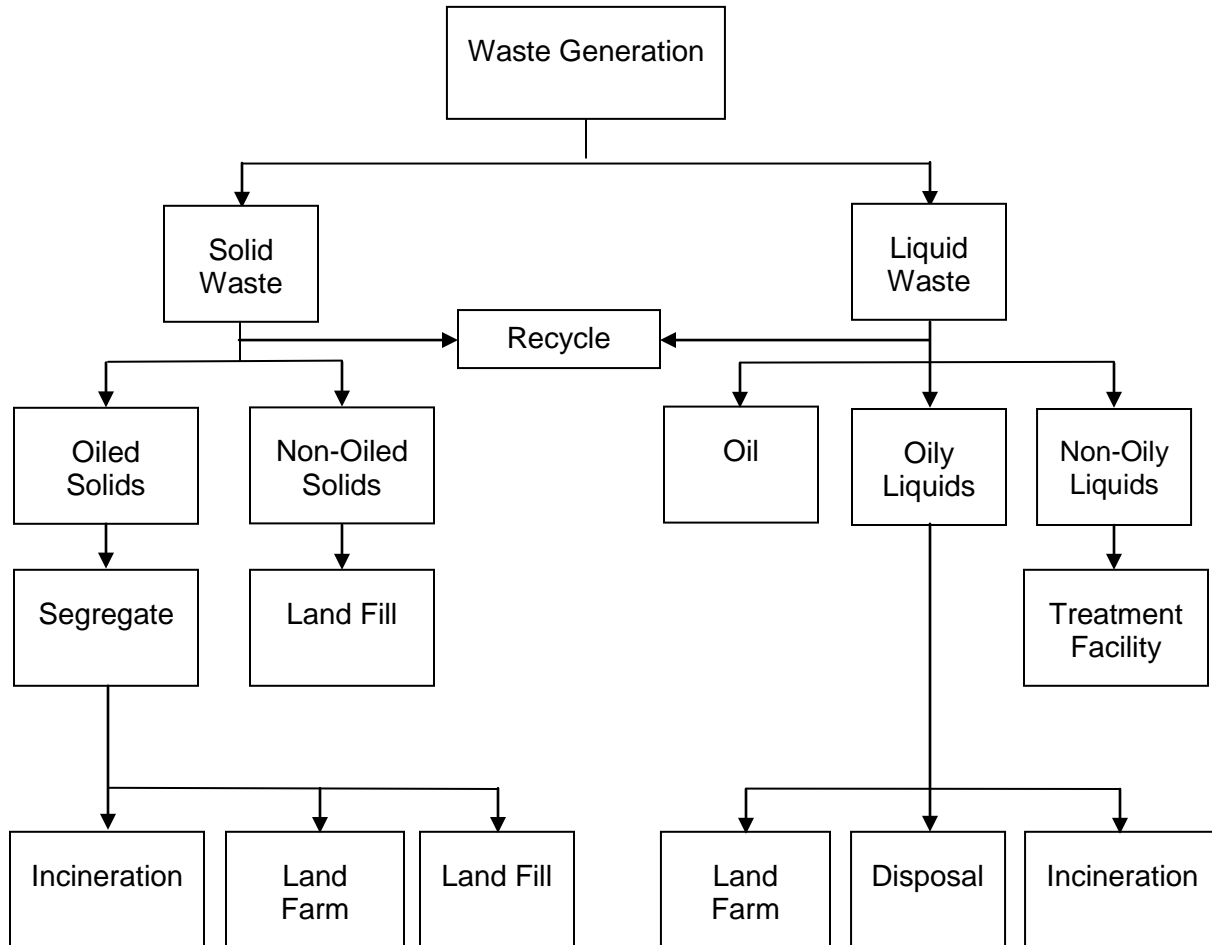 Waste Generation
Solid
Waste
Liquid
Waste
Recycle
Oiled
Solids
Non-Oiled
Solids
Oil
Oily
Liquids
Non-Oily
Liquids
Segregate
Land Fill
Treatment
Facility
Incineration
Land
Farm
Land Fill
Land
Farm
Disposal
Incineration